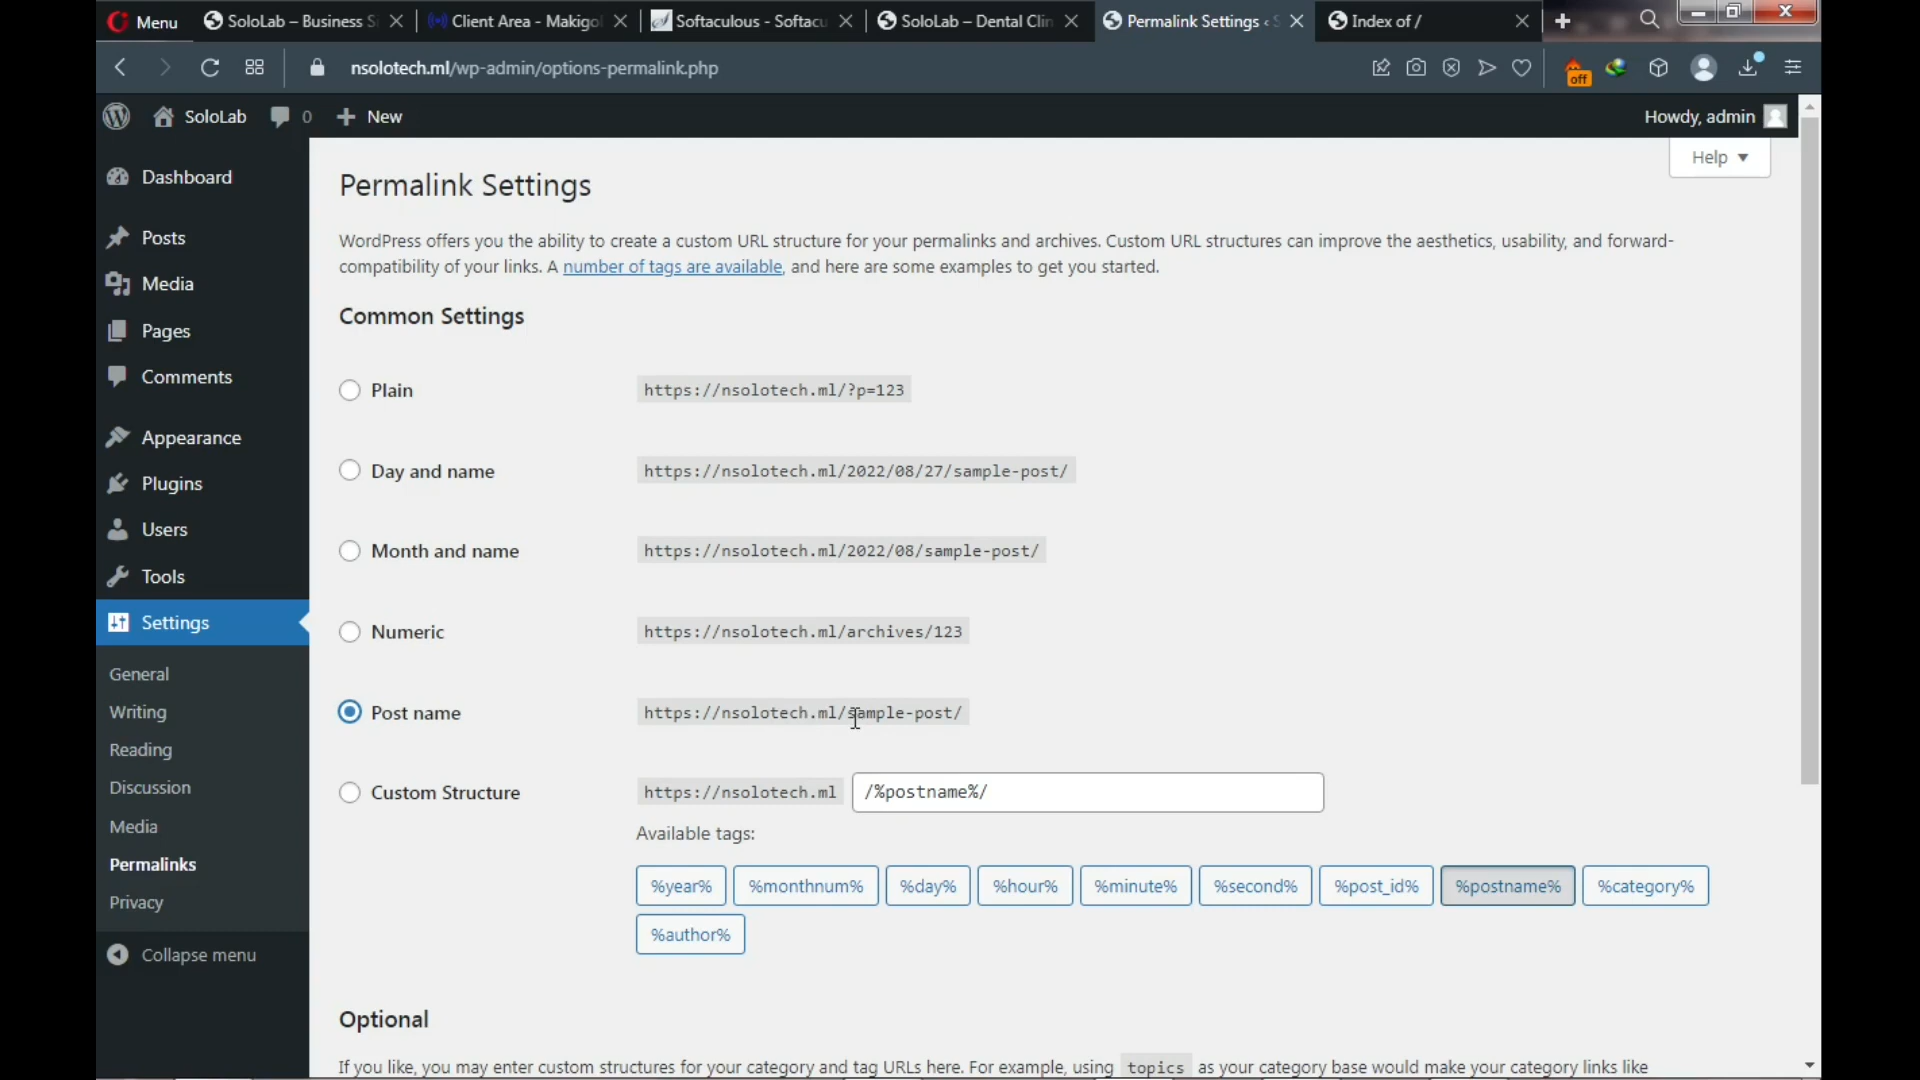 Menu
SoloLab – Business S
Client Area - Makigol
Softaculous - Softacu
SoloLab – Dental Clin
Permalink Settings ‹ S
Index of /
nsolotech.ml/wp-admin/options-permalink.php
off
SoloLab
0
New
Howdy, admin
Help
Dashboard
Posts
Media
Pages
Comments
Appearance
Plugins
Users
Tools
Settings
General
Writing
Reading
Discussion
Media
Permalinks
Privacy
Collapse menu
Permalink Settings
WordPress offers you the ability to create a custom URL structure for your permalinks and archives. Custom URL structures can improve the aesthetics, usability, and forward-
compatibility of your links. A number of tags are available, and here are some examples to get you started.
Common Settings
Plain https://nsolotech.ml/?p=123
Day and name https://nsolotech.ml/2022/08/27/sample-post/
Month and name https://nsolotech.ml/2022/08/sample-post/
Numeric https://nsolotech.ml/archives/123
Post name https://nsolotech.ml/sample-post/
Custom Structure https://nsolotech.ml /%postname%/
Available tags:
%year% %monthnum% %day% %hour% %minute% %second% %post_id% %postname% %category%
%author%
Optional
If you like, you may enter custom structures for your category and tag URLs here. For example, using topics as your category base would make your category links like